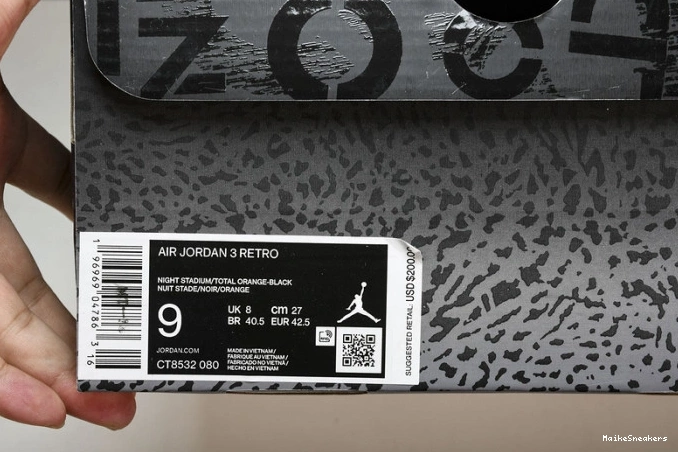 AIR JORDAN 3 RETRO
NIGHT STADIUM/TOTAL ORANGE-BLACK
NUIT STADE/NOIR/ORANGE
9
UK 8 cm 27
BR 40.5 EUR 42.5
JORDAN.COM
CT8532 080
MADE IN VIETNAM /
FABRIQUÉ AU VIETNAM /
FABRICADO NO VIETNÃ /
HECHO EN VIETNAM
1 96969 04786 3 16
SUGGESTED RETAIL: USD $200.00
MaikeSneakers